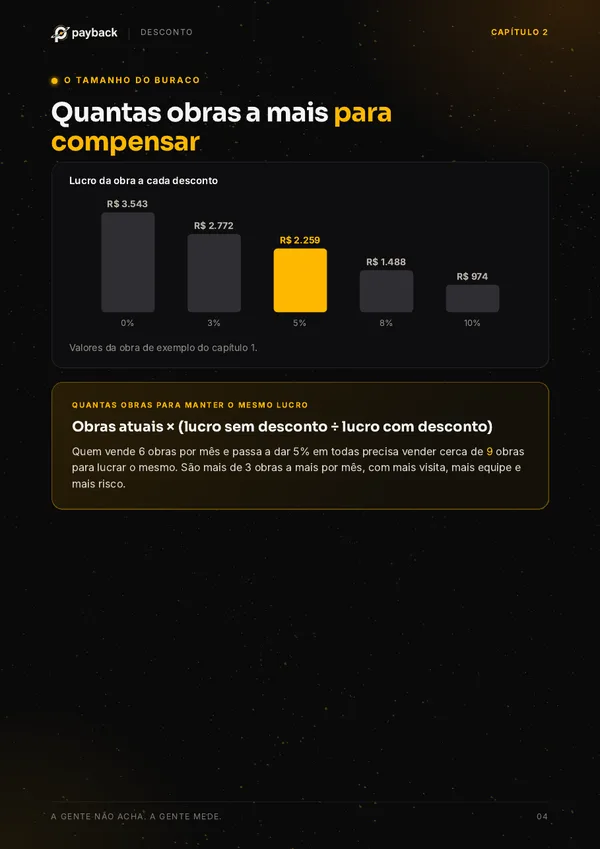 payback
DESCONTO
CAPÍTULO 2
O TAMANHO DO BURACO
Quantas obras a mais para
compensar
Lucro da obra a cada desconto
R$ 3.543
R$ 2.772
R$ 2.259
R$ 1.488
R$ 974
0%
3%
5%
8%
10%
Valores da obra de exemplo do capítulo 1.
QUANTAS OBRAS PARA MANTER O MESMO LUCRO
Obras atuais × (lucro sem desconto ÷ lucro com desconto)
Quem vende 6 obras por mês e passa a dar 5% em todas precisa vender cerca de 9 obras
para lucrar o mesmo. São mais de 3 obras a mais por mês, com mais visita, mais equipe e
mais risco.
A GENTE NÃO ACHA. A GENTE MEDE.
04